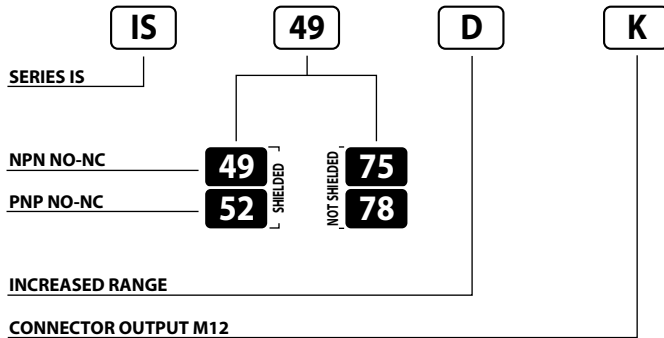 IS 49 D K
SERIES IS
NPN NO-NC 49 SHIELDED NOT SHIELDED 75
PNP NO-NC 52 78
INCREASED RANGE
CONNECTOR OUTPUT M12